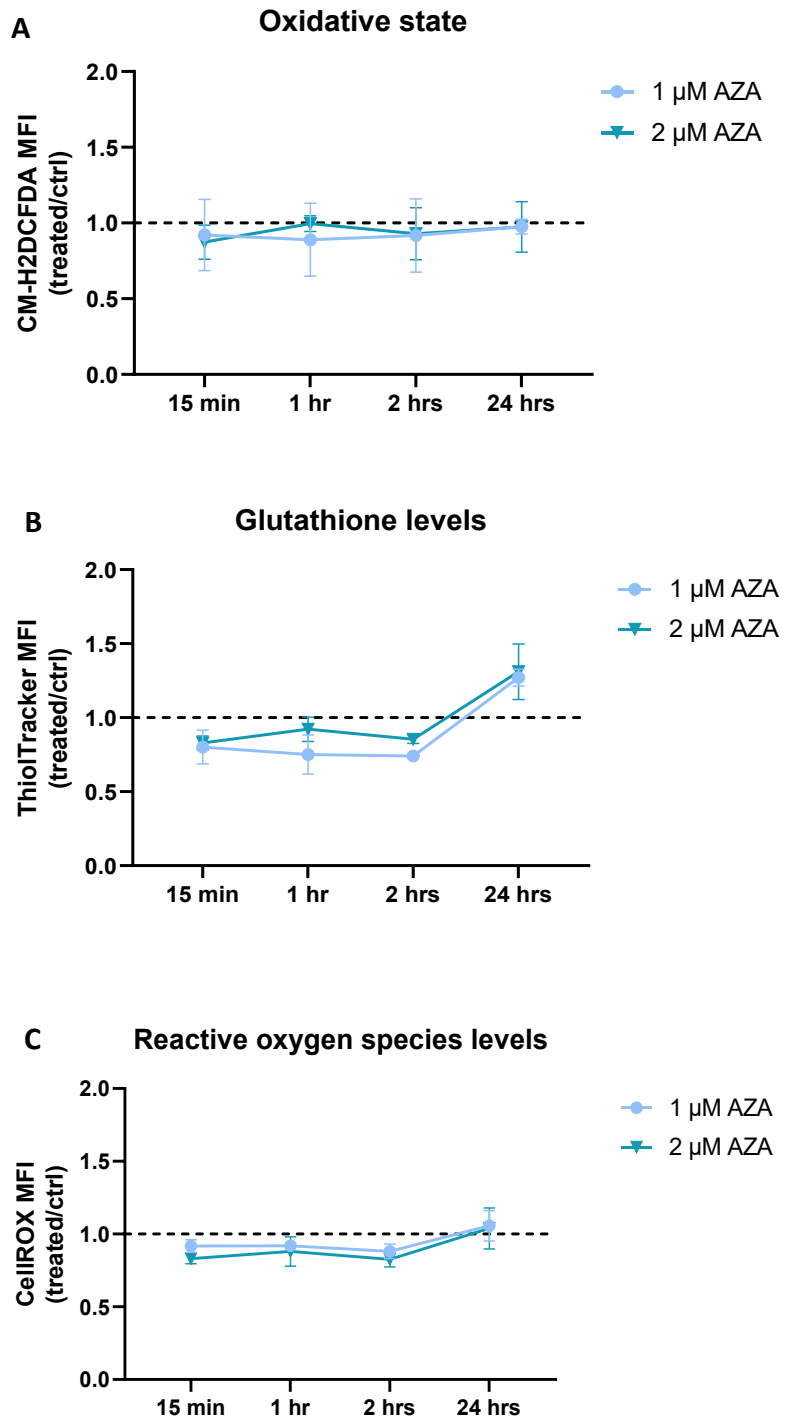 A
Oxidative state
CM-H2DCFDA MFI
(treated/ctrl)
2.0
1.5
1.0
0.5
0.0
15 min 1 hr 2 hrs 24 hrs
1 µM AZA
2 µM AZA
B
Glutathione levels
ThiolTracker MFI
(treated/ctrl)
2.0
1.5
1.0
0.5
0.0
15 min 1 hr 2 hrs 24 hrs
1 µM AZA
2 µM AZA
C
Reactive oxygen species levels
CellROX MFI
(treated/ctrl)
2.0
1.5
1.0
0.5
0.0
15 min 1 hr 2 hrs 24 hrs
1 µM AZA
2 µM AZA